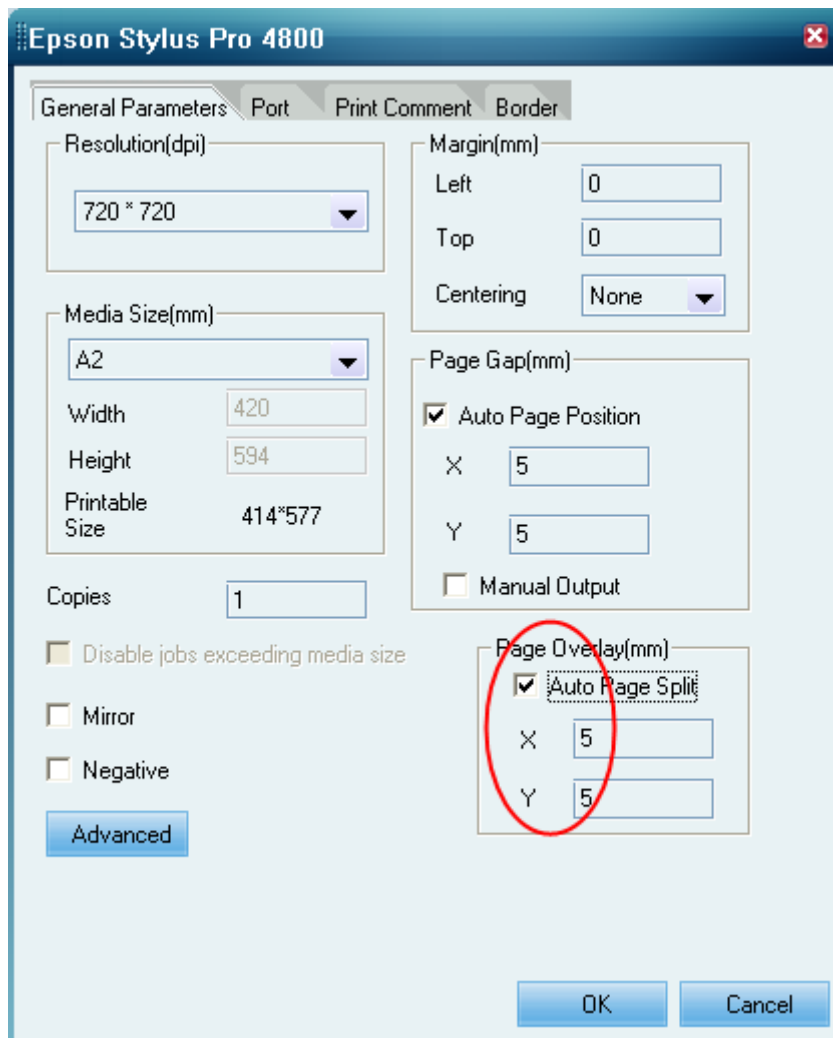 Epson Stylus Pro 4800
General Parameters Port Print Comment Border
Resolution(dpi)
720 * 720
Media Size(mm)
A2
Width 420
Height 594
Printable
Size 414*577
Copies 1
Disable jobs exceeding media size
Mirror
Negative
Advanced
Margin(mm)
Left 0
Top 0
Centering None
Page Gap(mm)
Auto Page Position
X 5
Y 5
Manual Output
Page Overlay(mm)
Auto Page Split
X 5
Y 5
OK Cancel